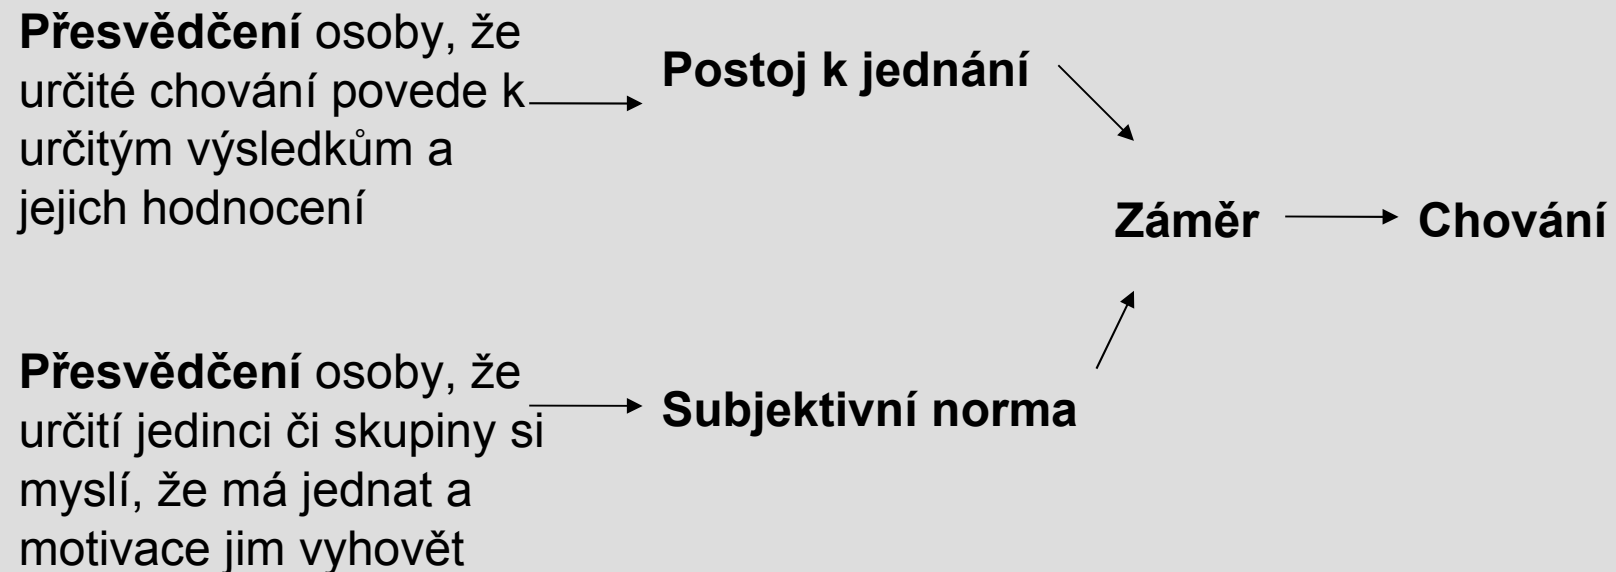 Přesvědčení osoby, že
určité chování povede k
určitým výsledkům a
jejich hodnocení
Postoj k jednání
Záměr
Chování
Přesvědčení osoby, že
určití jedinci či skupiny si
myslí, že má jednat a
motivace jim vyhovět
Subjektivní norma